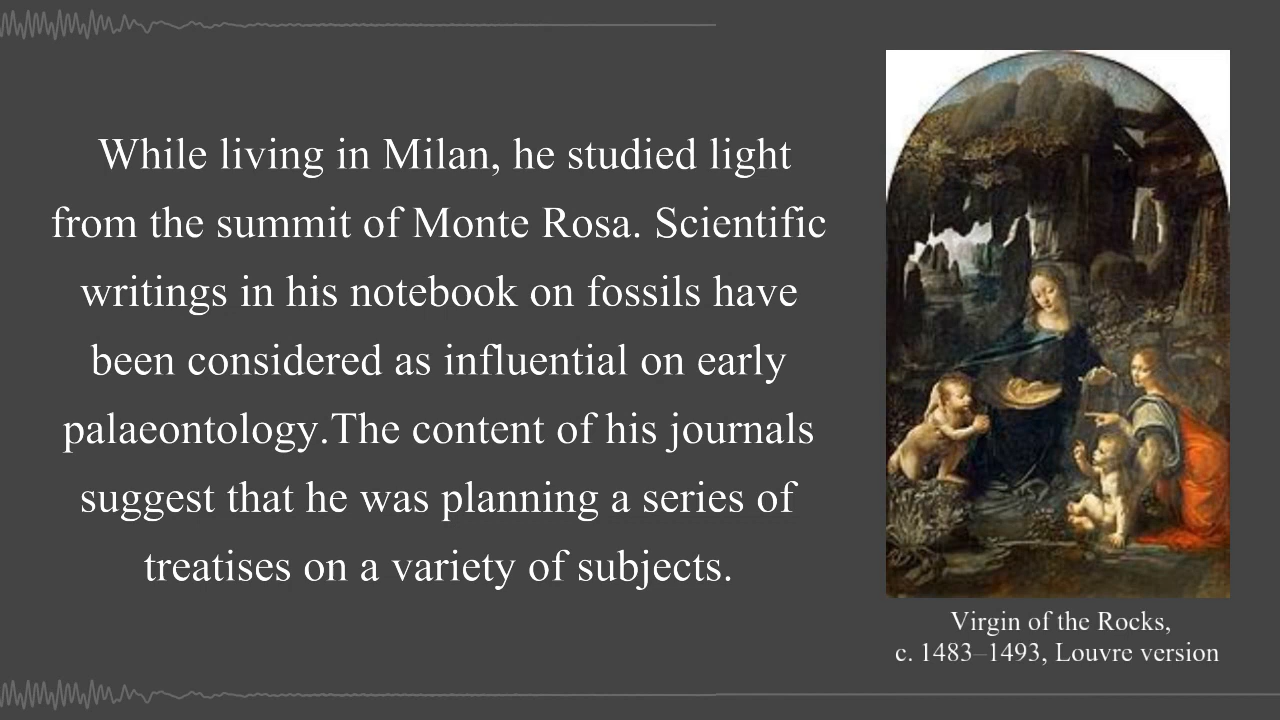 While living in Milan, he studied light
from the summit of Monte Rosa. Scientific
writings in his notebook on fossils have
been considered as influential on early
palaeontology.The content of his journals
suggest that he was planning a series of
treatises on a variety of subjects.
Virgin of the Rocks,
c. 1483–1493, Louvre version